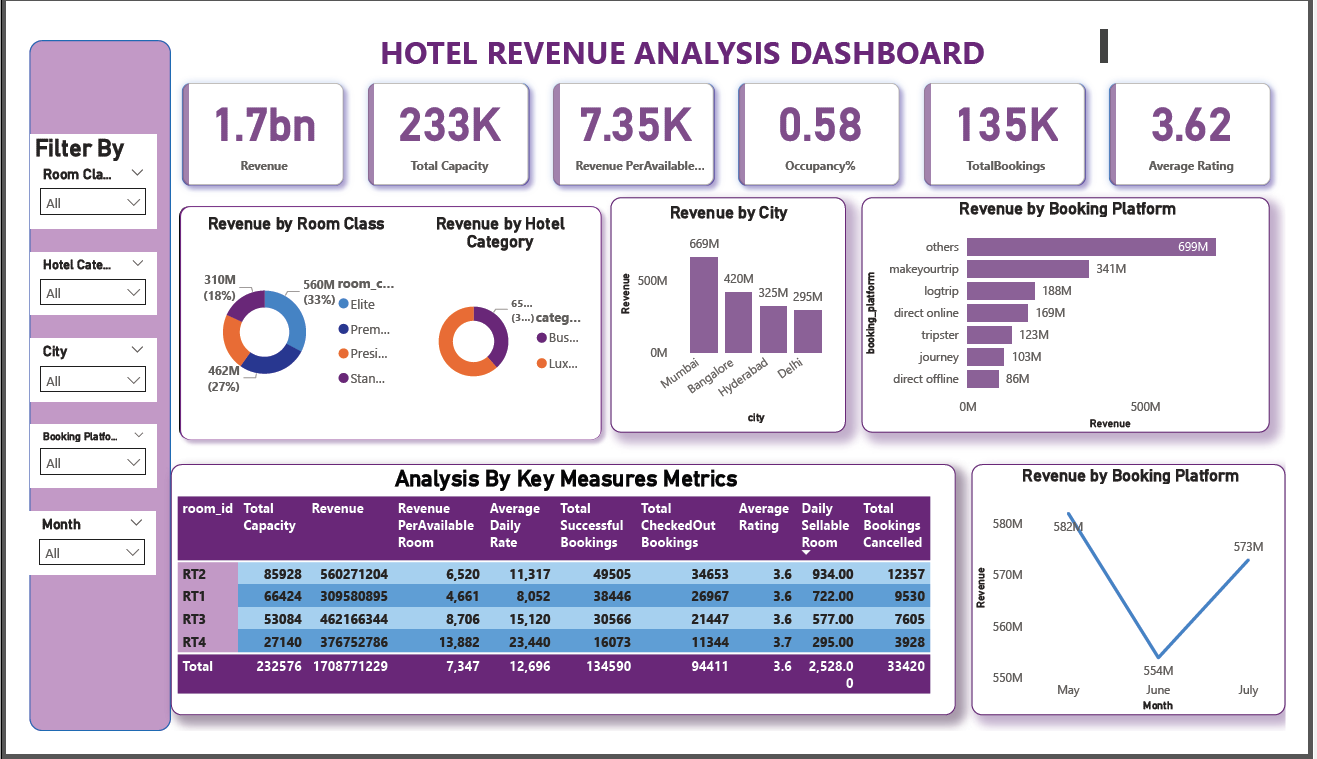 HOTEL REVENUE ANALYSIS DASHBOARD
Filter By
Room Cla...
All
Hotel Cate...
All
City
All
Booking Platfo...
All
Month
All
1.7bn
Revenue
233K
Total Capacity
7.35K
Revenue PerAvailable...
0.58
Occupancy%
135K
TotalBookings
3.62
Average Rating
Revenue by Room Class
310M
(18%)
560M
(33%)
462M
(27%)
room_c...
Elite
Prem...
Presi...
Stan...
Revenue by Hotel
Category
65...
(3...)
categ...
Bus...
Lux...
Revenue by City
Revenue
500M
0M
669M
420M
325M
295M
Mumbai
Bangalore
Hyderabad
Delhi
city
Revenue by Booking Platform
booking_platform
others 699M
makeyourtrip 341M
logtrip 188M
direct online 169M
tripster 123M
journey 103M
direct offline 86M
0M 500M
Revenue
Analysis By Key Measures Metrics
room_id Total Capacity Revenue Revenue PerAvailable Room Average Daily Rate Total Successful Bookings Total CheckedOut Bookings Average Rating Daily Sellable Room Total Bookings Cancelled
RT2 85928 560271204 6,520 11,317 49505 34653 3.6 934.00 12357
RT1 66424 309580895 4,661 8,052 38446 26967 3.6 722.00 9530
RT3 53084 462166344 8,706 15,120 30566 21447 3.6 577.00 7605
RT4 27140 376752786 13,882 23,440 16073 11344 3.7 295.00 3928
Total 232576 1708771229 7,347 12,696 134590 94411 3.6 2,528.00 33420
Revenue by Booking Platform
Revenue
580M
570M
560M
550M
582M
554M
573M
May June July
Month